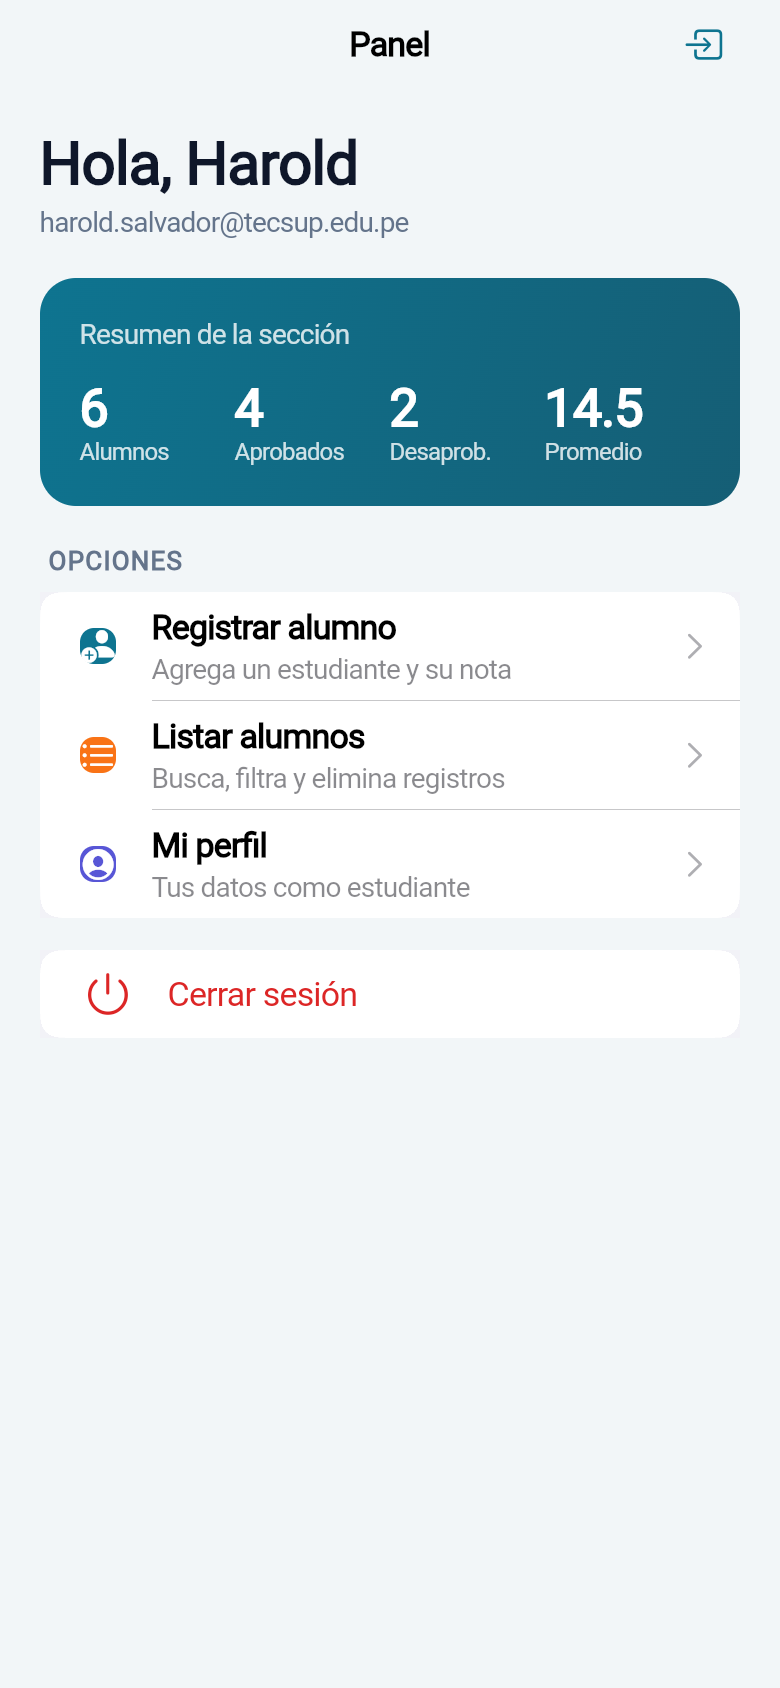 Panel
Hola, Harold
harold.salvador@tecsup.edu.pe
Resumen de la sección
6 4 2 14.5
Alumnos Aprobados Desaprob. Promedio
OPCIONES
Registrar alumno
Agrega un estudiante y su nota
Listar alumnos
Busca, filtra y elimina registros
Mi perfil
Tus datos como estudiante
Cerrar sesión